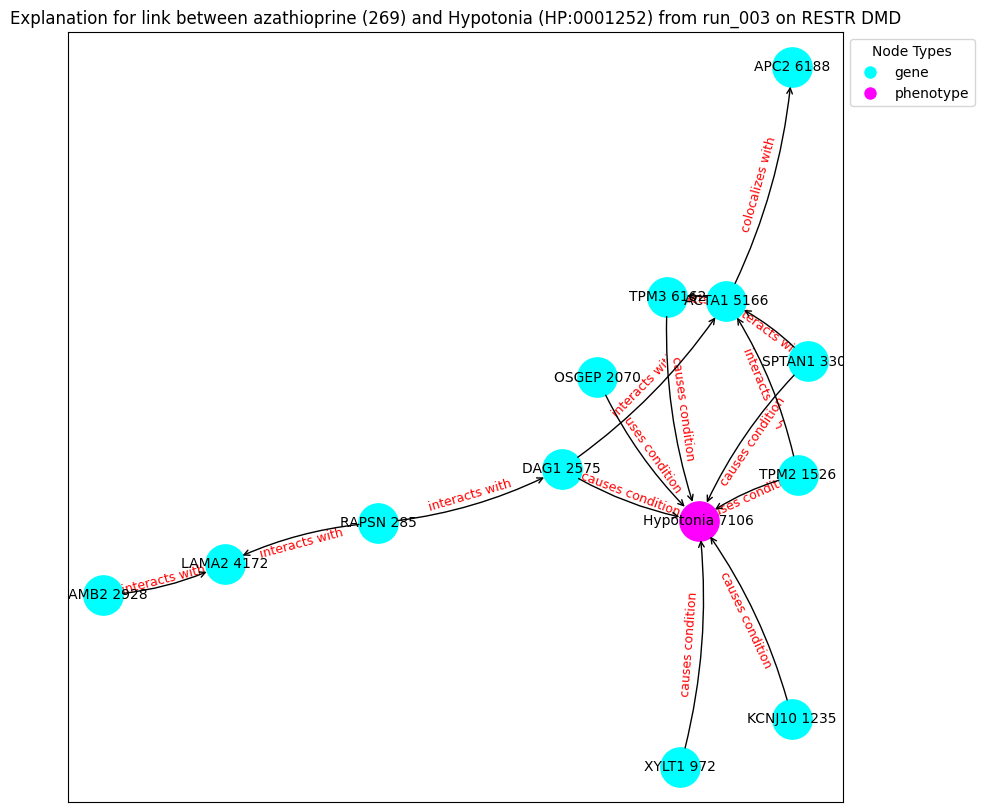 Explanation for link between azathioprine (269) and Hypotonia (HP:0001252) from run_003 on RESTR DMD
Node Types
gene
phenotype
APC2 6188
colocalizes with
TPM3 6162
ACTA1 5166
interacts with
SPTAN1 330
OSGEP 2070
interacts with
causes condition
interacts with
causes condition
causes condition
DAG1 2575
causes condition
TPM2 1526
causes condition
interacts with
RAPSN 285
Hypotonia 7106
interacts with
LAMA2 4172
interacts with
AMB2 2928
causes condition
causes condition
KCNJ10 1235
XYLT1 972